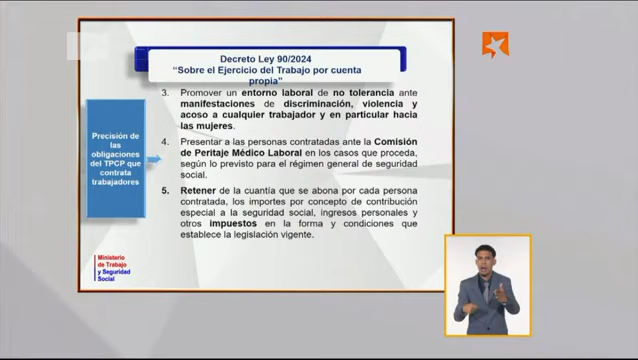 Decreto Ley 90/2024
“Sobre el Ejercicio del Trabajo por cuenta
propia”
3. Promover un entorno laboral de no tolerancia ante
manifestaciones de discriminación, violencia y
acoso a cualquier trabajador y en particular hacia
las mujeres.
Precisión de
las
obligaciones
del TPCP que
contrata
trabajadores
4. Presentar a las personas contratadas ante la Comisión
de Peritaje Médico Laboral en los casos que proceda,
según lo previsto para el régimen general de seguridad
social.
5. Retener de la cuantía que se abona por cada persona
contratada, los importes por concepto de contribución
especial a la seguridad social, ingresos personales y
otros impuestos en la forma y condiciones que
establece la legislación vigente.
Ministerio
de Trabajo
y Seguridad
Social